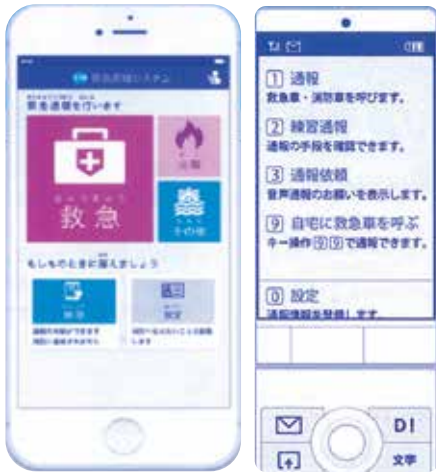 緊急通報システム
緊急通報を行います
救急
火事
その他
もしものときに備えましょう
練習
設定
1 通報
救急車・消防車を呼びます。
2 練習通報
通報の手段を確認できます。
3 通報依頼
音声通報のお願いを表示します。
9 自宅に救急車を呼ぶ
キー操作99で通報できます。
0 設定
通報情報を登録します。
D!
文字